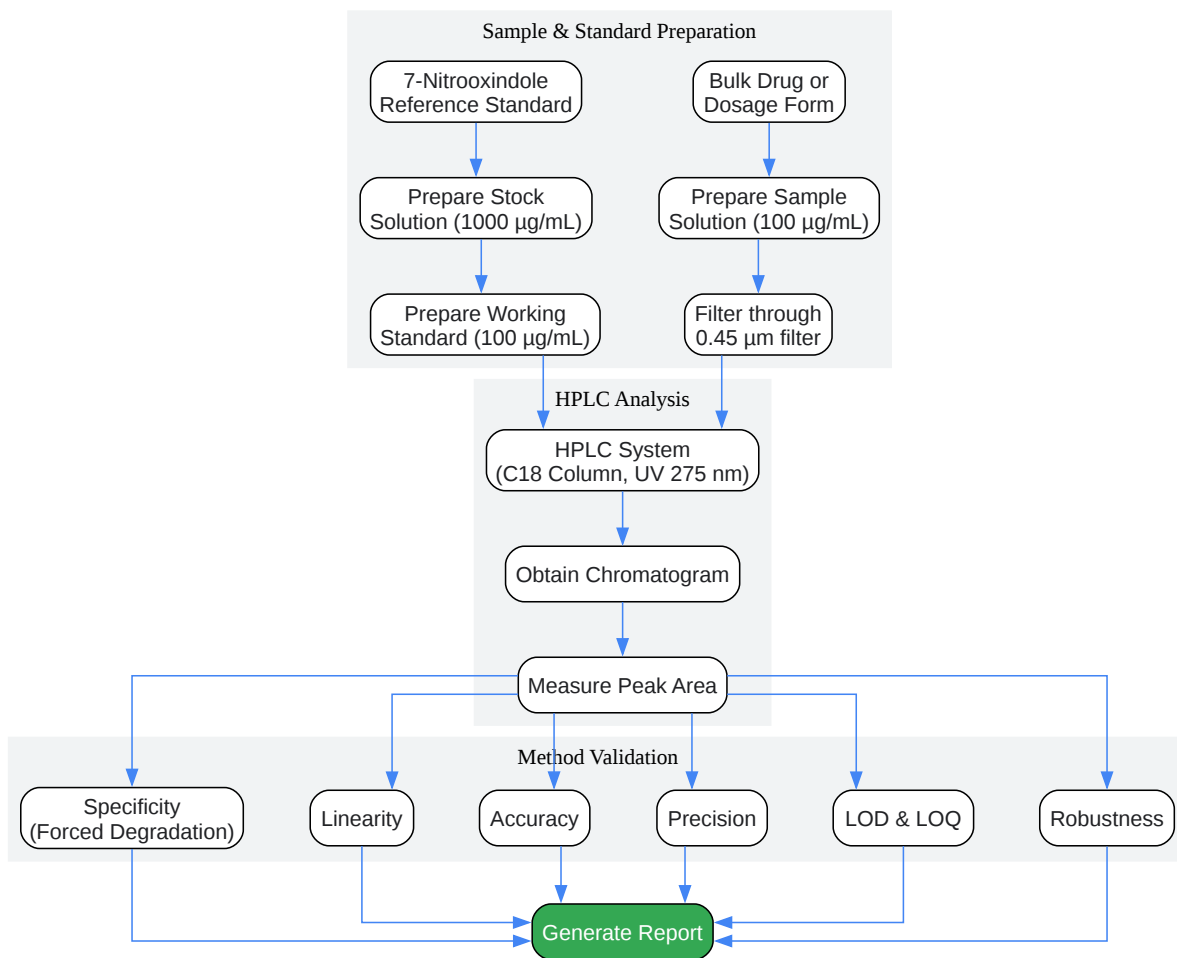 Sample & Standard Preparation
7-Nitrooxindole
Reference Standard
Bulk Drug or
Dosage Form
Prepare Stock
Solution (1000 µg/mL)
Prepare Sample
Solution (100 µg/mL)
Prepare Working
Standard (100 µg/mL)
Filter through
0.45 µm filter
HPLC Analysis
HPLC System
(C18 Column, UV 275 nm)
Obtain Chromatogram
Measure Peak Area
Method Validation
Specificity
(Forced Degradation)
Linearity
Accuracy
Precision
LOD & LOQ
Robustness
Generate Report